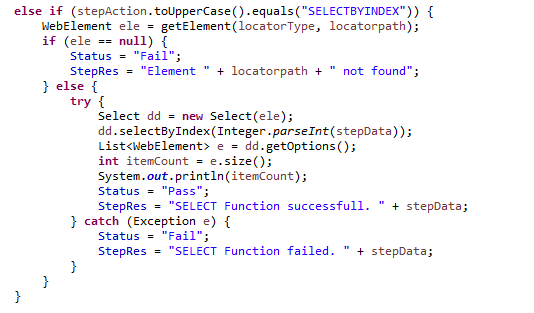 else if (stepAction.toUpperCase().equals("SELECTBYINDEX")) {
WebElement ele = getElement(locatorType, locatorpath);
if (ele == null) {
Status = "Fail";
StepRes = "Element " + locatorpath + " not found";
} else {
try {
Select dd = new Select(ele);
dd.selectByIndex(Integer.parseInt(stepData));
List<WebElement> e = dd.getOptions();
int itemCount = e.size();
System.out.println(itemCount);
Status = "Pass";
StepRes = "SELECT Function successfull. " + stepData;
} catch (Exception e) {
Status = "Fail";
StepRes = "SELECT Function failed. " + stepData;
}
}
}